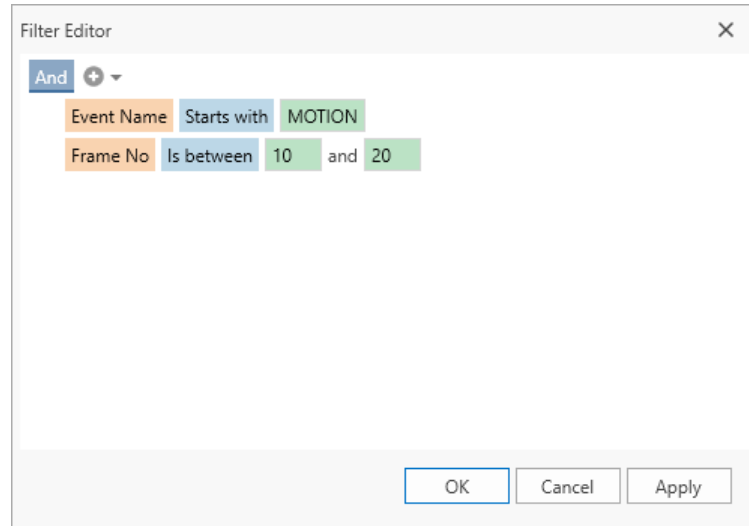 Filter Editor
And
Event Name Starts with MOTION
Frame No Is between 10 and 20
OK Cancel Apply